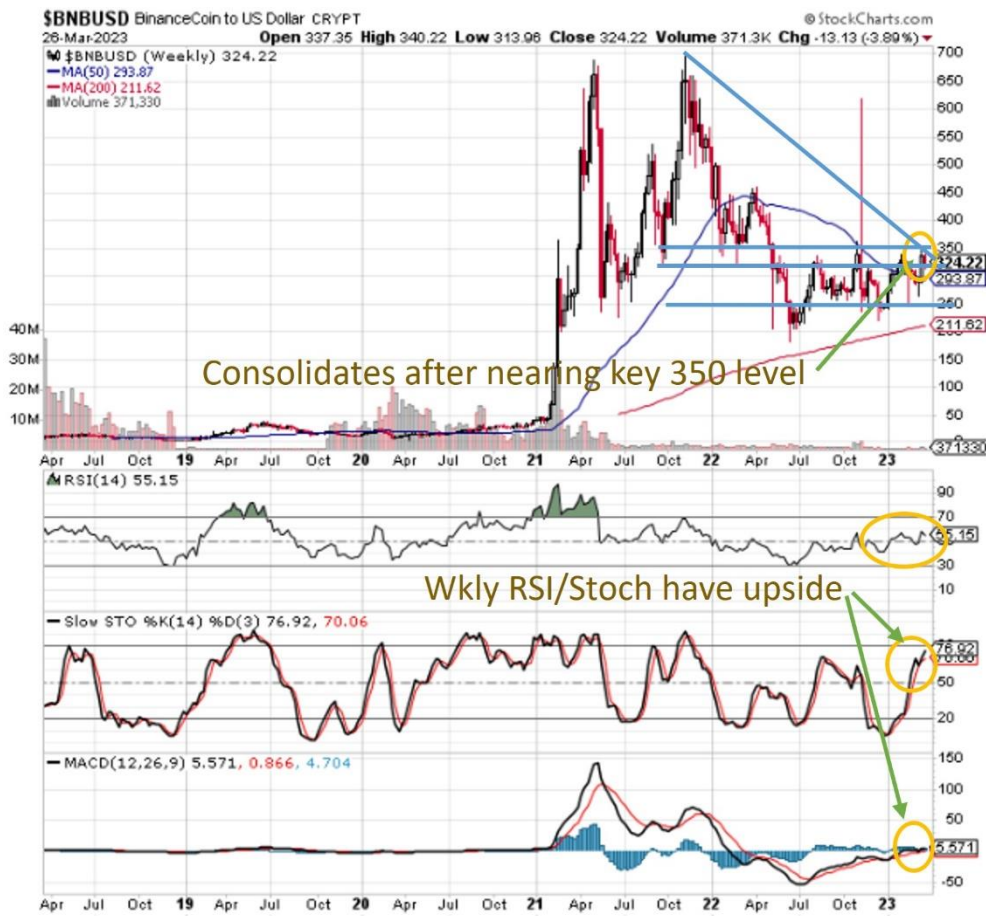 $BNBUSD BinanceCoin to US Dollar CRYPT © StockCharts.com
26-Mar-2023 Open 337.35 High 340.22 Low 313.96 Close 324.22 Volume 371.3K Chg -13.13 (-3.89%)
$BNBUSD (Weekly) 324.22
MA(50) 293.87
MA(200) 211.62
Volume 371,330
700
650
600
550
500
450
400
350
324.22
293.87
250
211.62
150
100
50
40M
30M
20M
10M
371330
Consolidates after nearing key 350 level
Apr Jul Oct 19 Apr Jul Oct 20 Apr Jul Oct 21 Apr Jul Oct 22 Apr Jul Oct 23
RSI(14) 55.15
90
70
55.15
30
10
Wkly RSI/Stoch have upside
Slow STO %K(14) %D(3) 76.92, 70.06
76.92
50
20
MACD(12,26,9) 5.571, 0.866, 4.704
150
100
50
5.571
-50
Apr Jul Oct 19 Apr Jul Oct 20 Apr Jul Oct 21 Apr Jul Oct 22 Apr Jul Oct 23